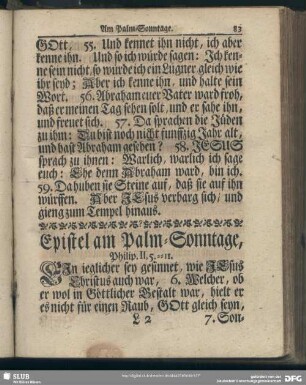 Am Palm-Sonntage. 83
GOtt, 55. Und kennet ihn nicht, ich aber
kenne ihn. Und so ich würde sagen: Ich ken-
ne sein nicht, so würde ich ein Lügner gleich wie
ihr seyd; Aber ich kenne ihn, und halte sein
Wort. 56. Abraham euer Vater ward froh,
daß er meinen Tag sehen solt, und er sahe ihn,
und freuet sich. 57. Da sprachen die Jüden
zu ihm: Du bist noch nicht funffzig Jahr alt,
und hast Abraham gesehen? 58. JESUS
sprach zu ihnen: Warlich, warlich ich sage
euch: Ehe denn Abraham ward, bin ich.
59. Da huben sie Steine auf, daß sie auf ihn
würffen. Aber JEsus verbarg sich/ und
gieng zum Tempel hinaus.
Epistel am Palm-Sonntage,
Philip. II. 5.=11.
EIn ieglicher sey gesinnet, wie JEsus
Christus auch war, 6. Welcher, ob
er wol in Göttlicher Gestalt war, hielt er
es nicht für einen Raub, GOtt gleich seyn,
L 2 7. Son-
SLUB
Wir führen Wissen.
DFG